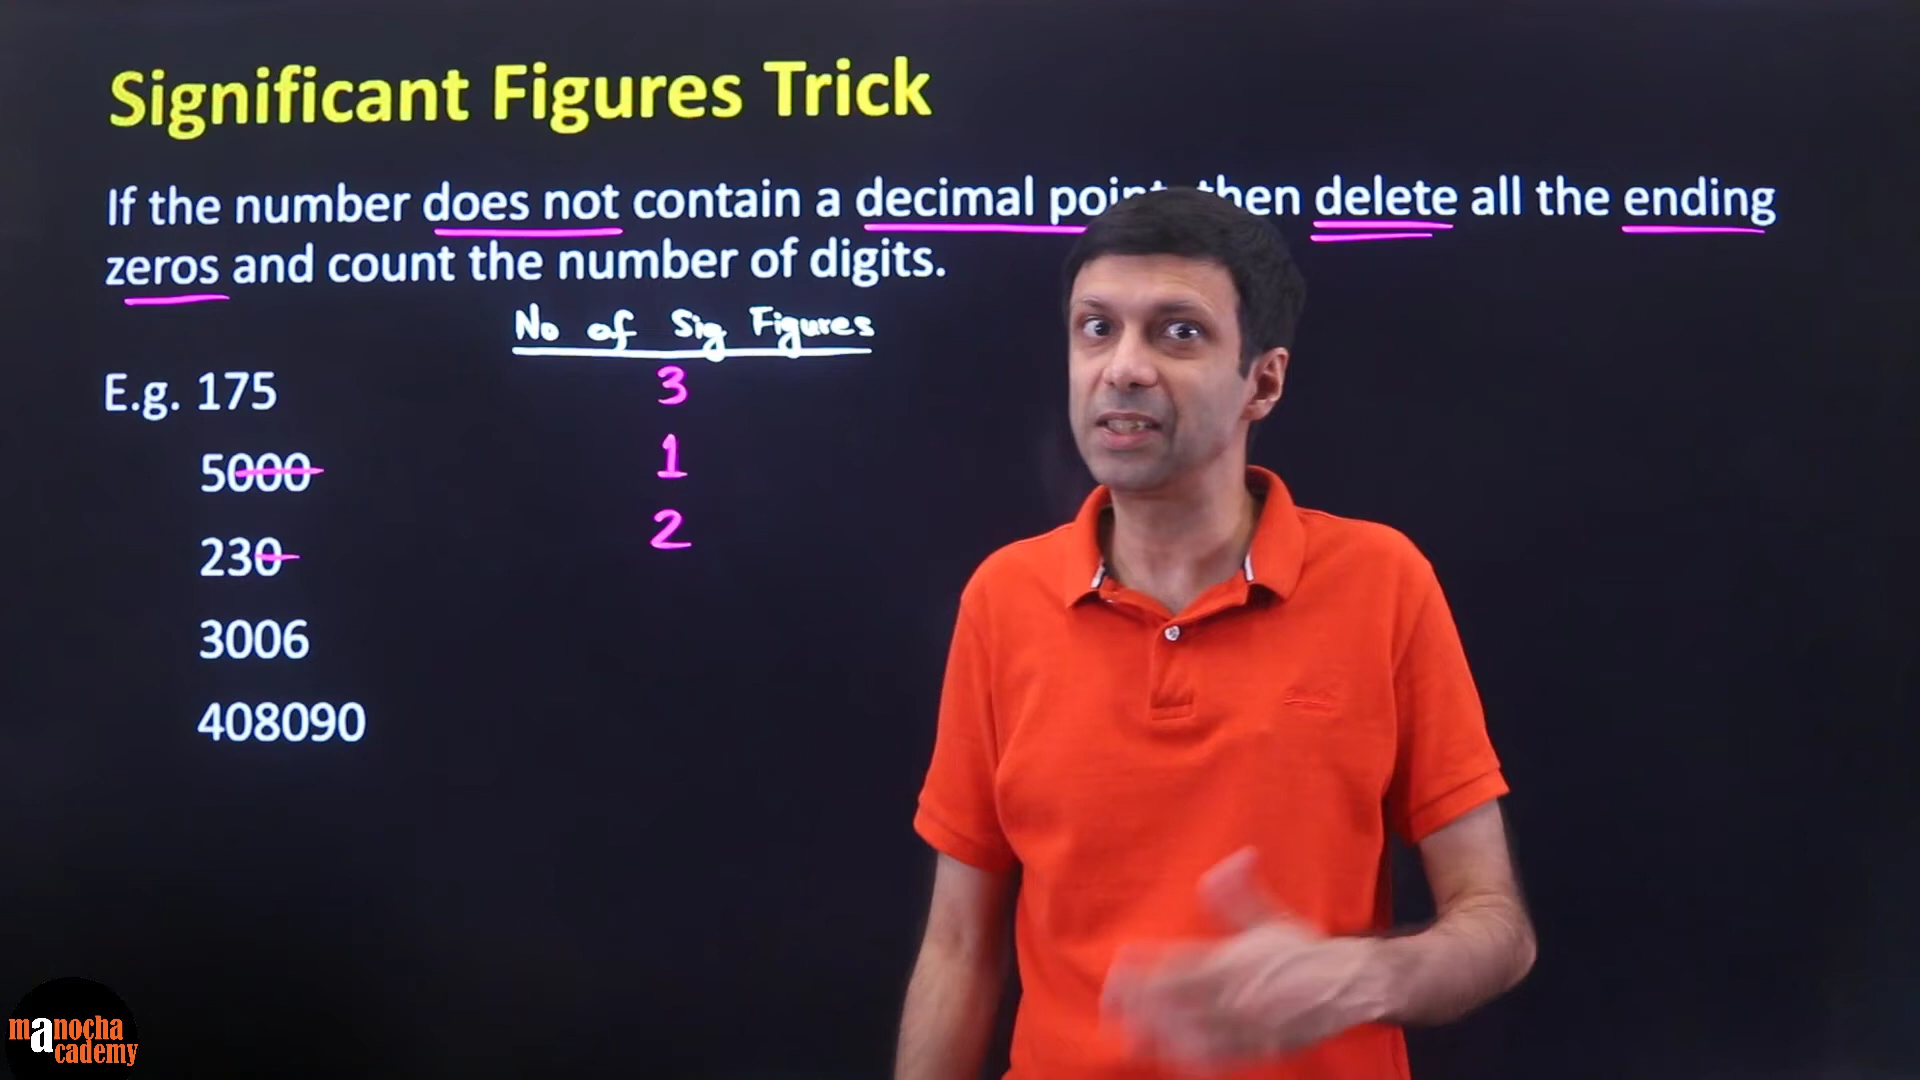 Significant Figures Trick
If the number does not contain a decimal point, then delete all the ending
zeros and count the number of digits.
No of Sig Figures
E.g. 175 3
5000 1
230 2
3006
408090
manocha
academy